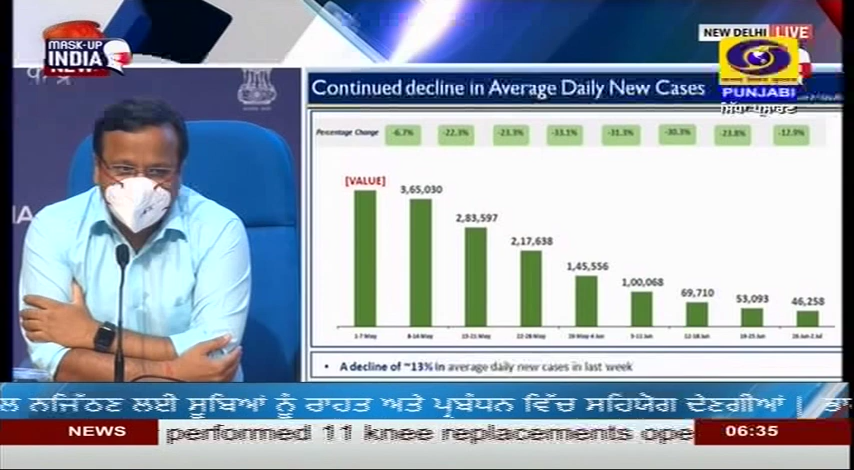 MASK-UP
INDIA
NEW DELHI LIVE
PUNJABI
ਸਿੱਧਾ ਪ੍ਰਸਾਰਣ
Continued decline in Average Daily New Cases
Percentage Change -6.7% -22.3% -23.3% -33.1% -31.3% -30.3% -23.8% -12.9%
[VALUE] 3,65,030 2,83,597 2,17,638 1,45,556 1,00,068 69,710 53,093 46,258
1-7 May 8-14 May 15-21 May 22-28 May 29 May-4 Jun 5-11 Jun 12-18 Jun 19-25 Jun 26 Jun-2 Jul
• A decline of ~13% in average daily new cases in last week
ਲ ਨਜਿੱਠਣ ਲਈ ਸੂਬਿਆਂ ਨੂੰ ਰਾਹਤ ਅਤੇ ਪ੍ਰਬੰਧਨ ਵਿੱਚ ਸਹਿਯੋਗ ਦੇਣਗੀਆਂ |
NEWS performed 11 knee replacements ope 06:35